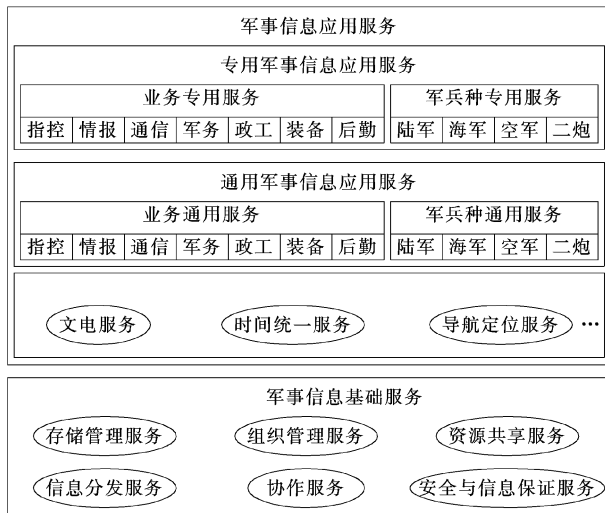 军事信息应用服务
专用军事信息应用服务
业务专用服务 军兵种专用服务
指控 情报 通信 军务 政工 装备 后勤 陆军 海军 空军 二炮
通用军事信息应用服务
业务通用服务 军兵种通用服务
指控 情报 通信 军务 政工 装备 后勤 陆军 海军 空军 二炮
文电服务 时间统一服务 导航定位服务 …
军事信息基础服务
存储管理服务 组织管理服务 资源共享服务
信息分发服务 协作服务 安全与信息保证服务